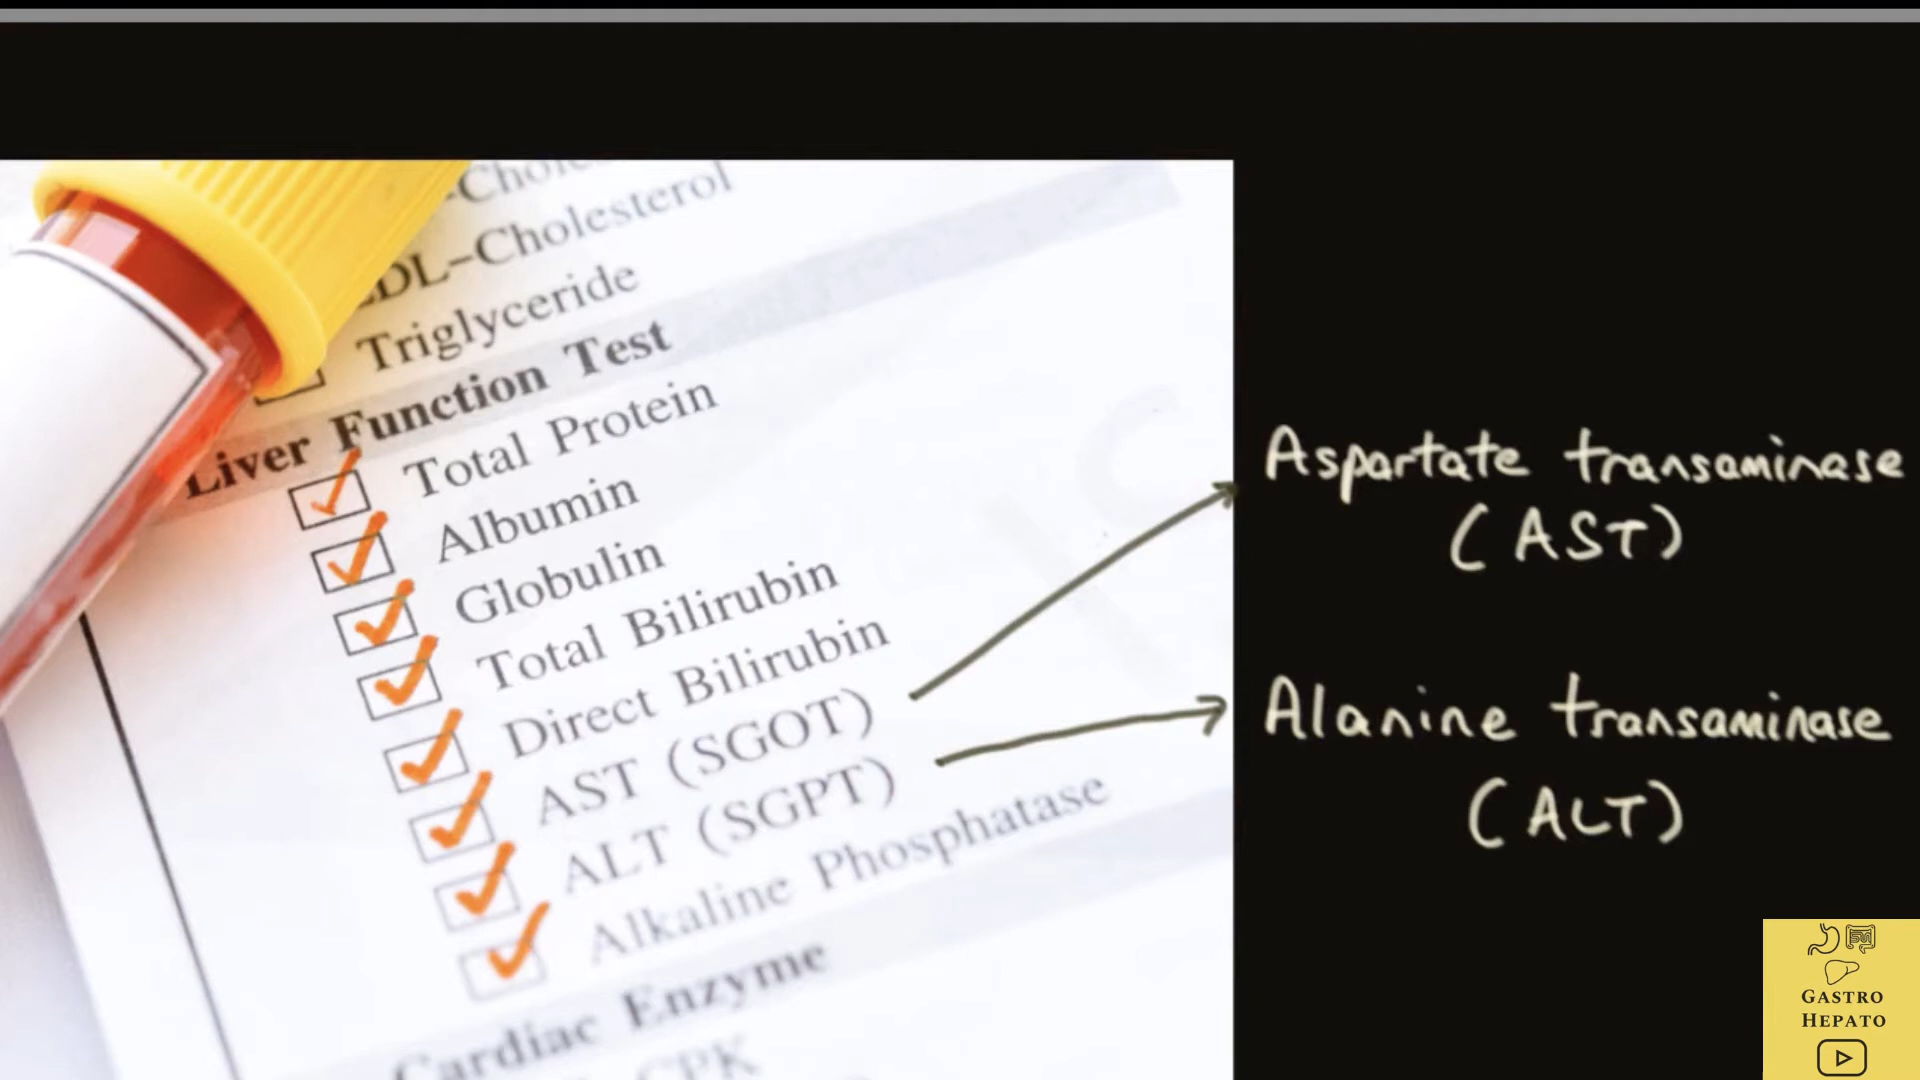 DL-Cholesterol
Triglyceride
Liver Function Test
Total Protein
Albumin
Globulin
Total Bilirubin
Direct Bilirubin
AST (SGOT)
ALT (SGPT)
Alkaline Phosphatase
Cardiac Enzyme
CPK
Aspartate transaminase
(AST)
Alanine transaminase
(ALT)
GASTRO
HEPATO